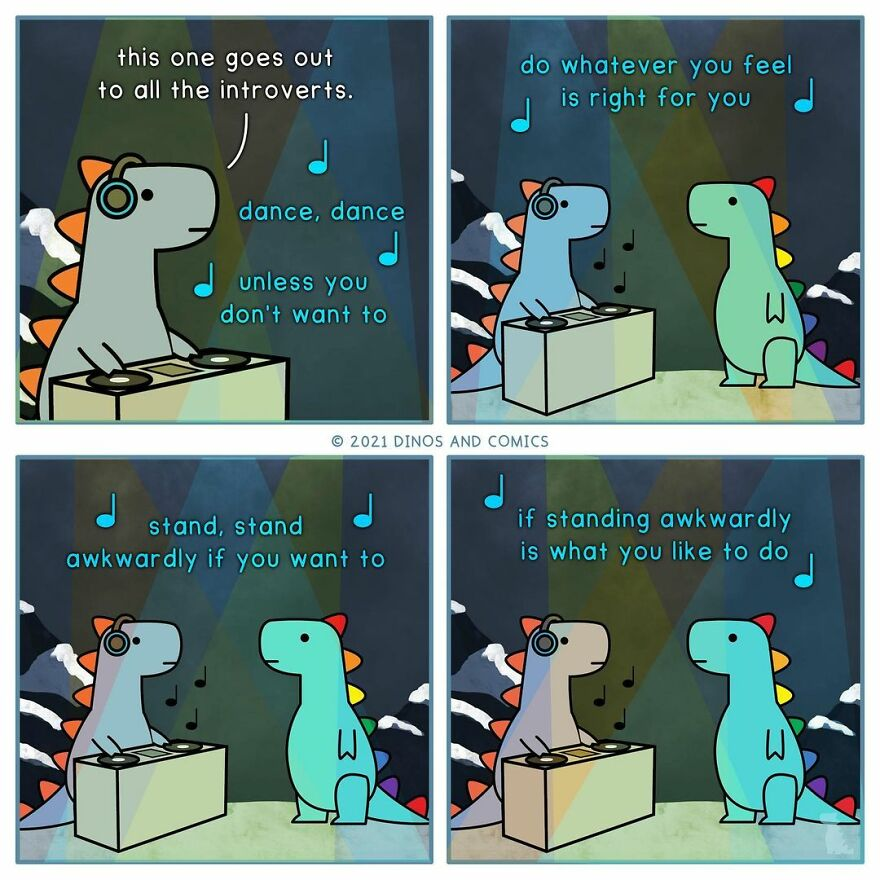 this one goes out
to all the introverts.
dance, dance
unless you
don't want to
do whatever you feel
is right for you
© 2021 DINOS AND COMICS
stand, stand
awkwardly if you want to
if standing awkwardly
is what you like to do